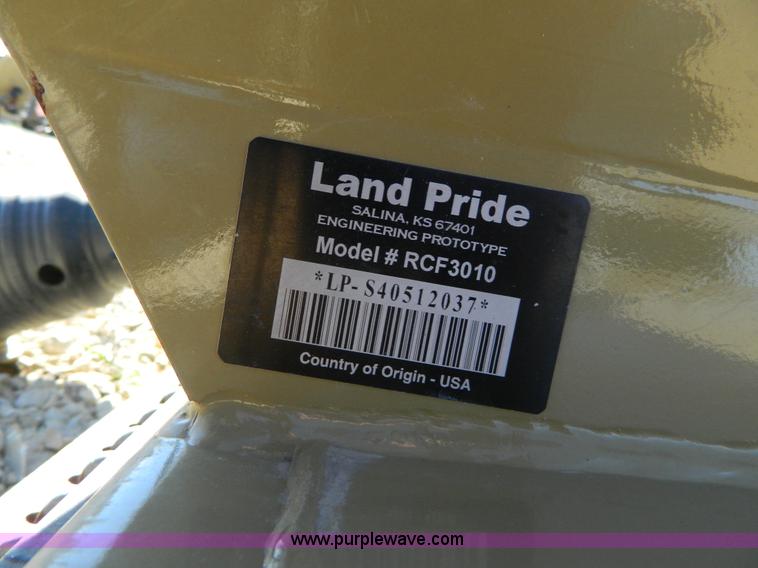 Land Pride
SALINA, KS 67401
ENGINEERING PROTOTYPE
Model # RCF3010
*LP- S40512037*
Country of Origin - USA
www.purplewave.com